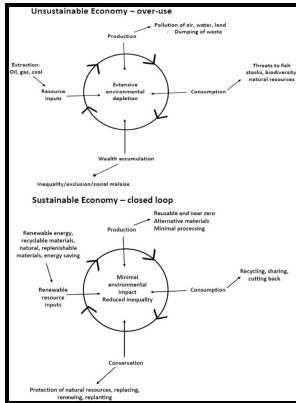 Unsustainable Economy – over-use
Pollution of air, water, land
- Dumping of waste
Production
Extraction:
Oil, gas, coal
Threats to fish
stocks, biodiversity
natural resources
Resource
inputs
Extensive
environmental
depletion
Consumption
Wealth accumulation
Inequality/exclusion/social malaise
Sustainable Economy – closed loop
Reusable and near zero
Alternative materials
Minimal processing
Production
Renewable energy,
recyclable materials,
natural, replenishable
materials, energy saving
Recycling, sharing,
cutting back
Renewable
resource
inputs
Minimal
environmental
impact
Reduced inequality
Consumption
Conservation
Protection of natural resources, replacing,
renewing, replanting